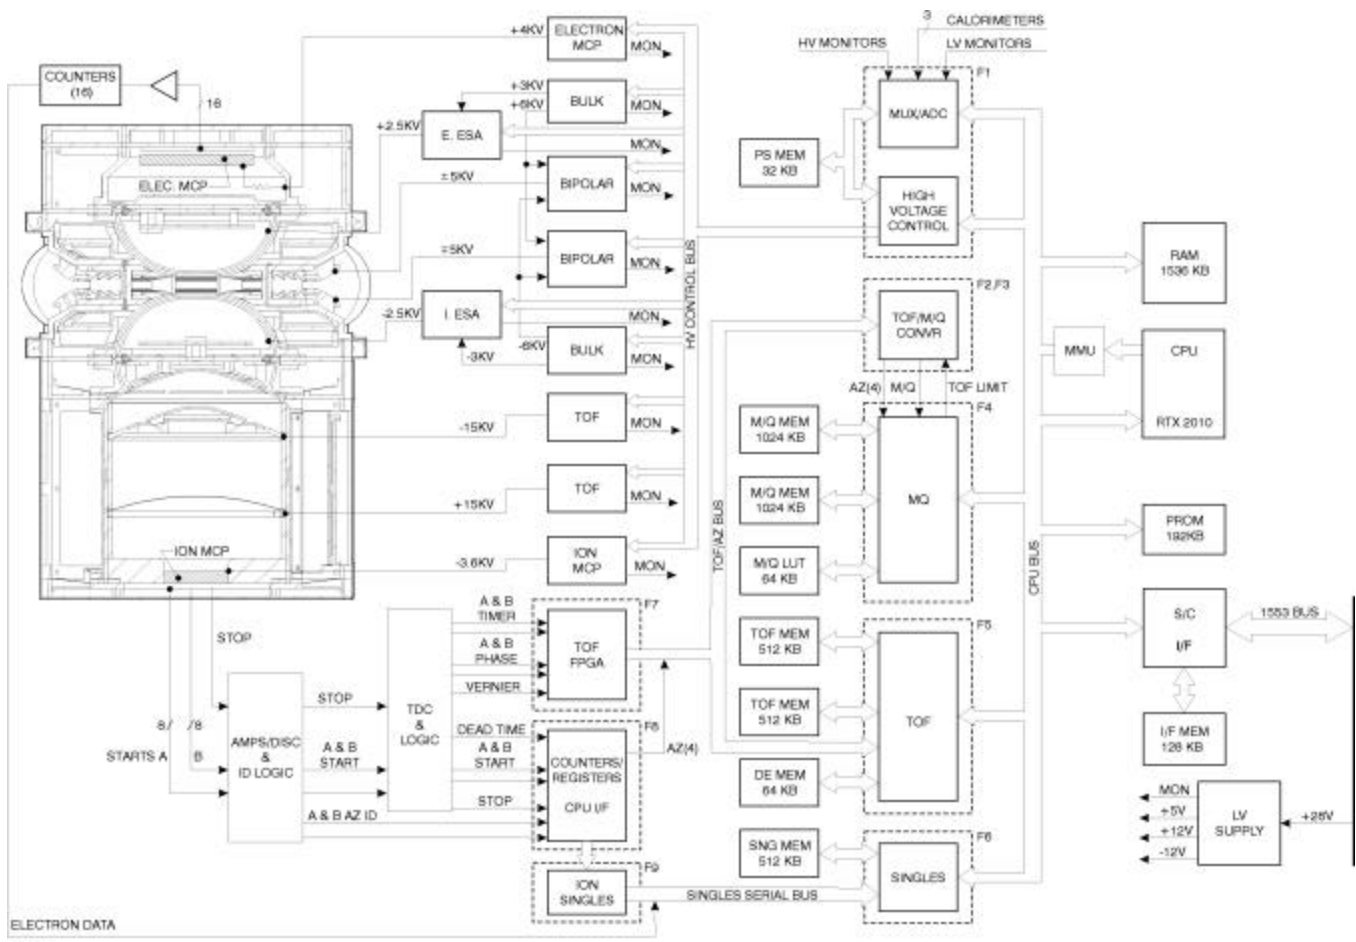 3
CALORIMETERS
HV MONITORS
LV MONITORS
+4KV
ELECTRON
MCP
MON
COUNTERS
(16)
16
+3KV
+6KV
BULK
MON
F1
MUX/ADC
+2.5KV
E. ESA
MON
PS MEM
32 KB
ELEC. MCP
±5KV
BIPOLAR
MON
HIGH
VOLTAGE
CONTROL
∓5KV
BIPOLAR
MON
HV CONTROL BUS
RAM
1536 KB
F2,F3
-2.5KV
I. ESA
MON
TOF/M/Q
CONVR
-6KV
-3KV
BULK
MON
MMU
CPU
RTX 2010
AZ(4)
M/Q
TOF LIMIT
F4
-15KV
TOF
MON
M/Q MEM
1024 KB
+15KV
TOF
MON
M/Q MEM
1024 KB
MQ
PROM
192KB
TOF/AZ BUS
CPU BUS
ION MCP
-3.6KV
ION
MCP
MON
M/Q LUT
64 KB
A & B
TIMER
F7
S/C
I/F
1553 BUS
STOP
A & B
PHASE
TOF
FPGA
TOF MEM
512 KB
F5
VERNIER
STOP
TDC
&
LOGIC
TOF MEM
512 KB
TOF
I/F MEM
128 KB
8
8
STARTS A
B
AMPS/DISC
&
ID LOGIC
A & B
START
DEAD TIME
A & B
START
F8
COUNTERS/
REGISTERS
CPU I/F
AZ(4)
STOP
A & B AZ ID
DE MEM
64 KB
MON
+5V
+12V
-12V
LV
SUPPLY
+28V
SNG MEM
512 KB
F6
SINGLES
F9
ION
SINGLES
SINGLES SERIAL BUS
ELECTRON DATA